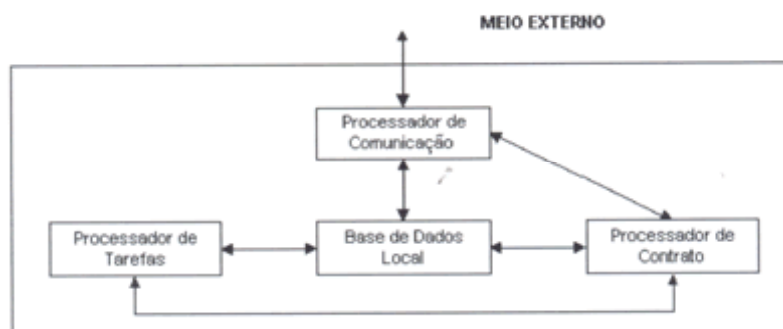 MEIO EXTERNO
Processador de
Comunicação
Processador de
Tarefas
Base de Dados
Local
Processador de
Contrato